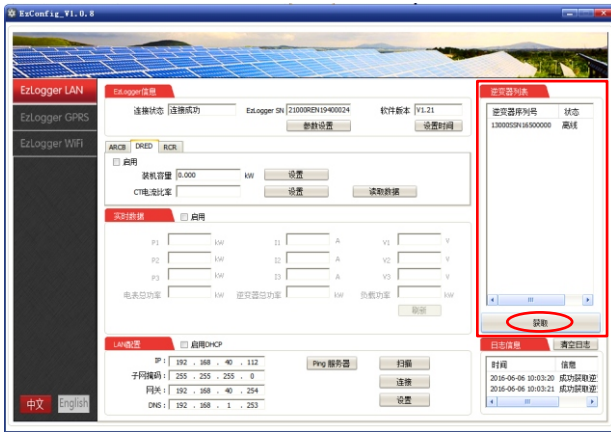 EzConfig_V1.0.8
EzLogger LAN
EzLogger GPRS
EzLogger WiFi
中文 English
EzLogger信息
连接状态 连接成功 EzLogger SN 21000REN19400024 软件版本 V1.21
参数设置 设置时间
ARCB DRED RCR
启用
装机容量 0.000 kW 设置
CT电流比率 设置 读取数据
实时数据 启用
P1 kW I1 A V1 V
P2 kW I2 A V2 V
P3 kW I3 A V3 V
电表总功率 kW 逆变器总功率 kW 负载功率 kW
刷新
LAN配置 启用DHCP
IP: 192 . 168 . 40 . 112 Ping 服务器 扫描
子网掩码: 255 . 255 . 255 . 0 连接
网关: 192 . 168 . 40 . 254
DNS: 192 . 168 . 1 . 253 设置
逆变器列表
逆变器序列号 状态
13000SSN16500000 离线
获取
日志信息 清空日志
时间 信息
2016-06-06 10:03:20 成功获取逆
2016-06-06 10:03:21 成功获取逆